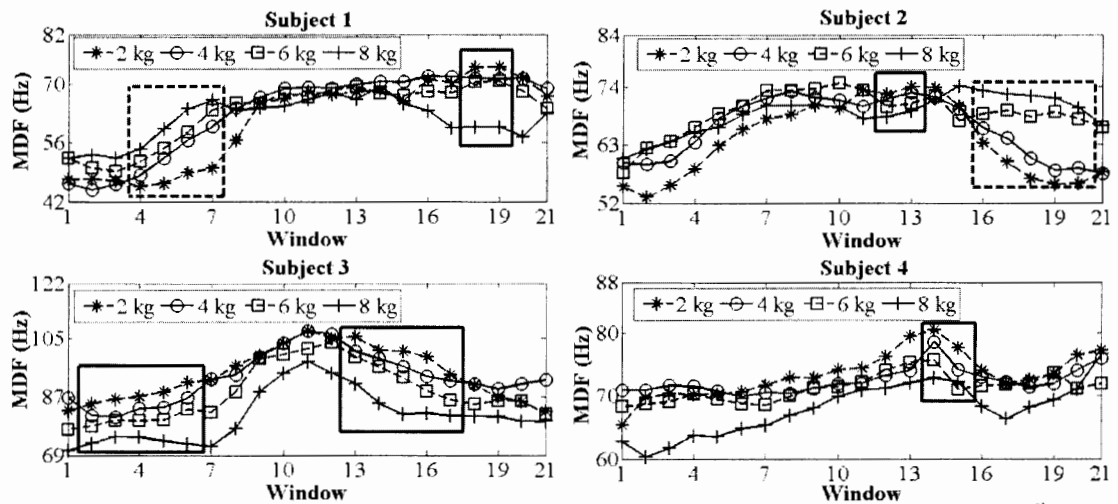 Subject 1
82
70
56
42
MDF (Hz)
2 kg 4 kg 6 kg 8 kg
1 4 7 10 13 16 19 21
Window
Subject 2
84
74
63
52
MDF (Hz)
2 kg 4 kg 6 kg 8 kg
1 4 7 10 13 16 19 21
Window
Subject 3
122
105
87
69
MDF (Hz)
2 kg 4 kg 6 kg 8 kg
1 4 7 10 13 16 19 21
Window
Subject 4
88
80
70
60
MDF (Hz)
2 kg 4 kg 6 kg 8 kg
1 4 7 10 13 16 19 21
Window